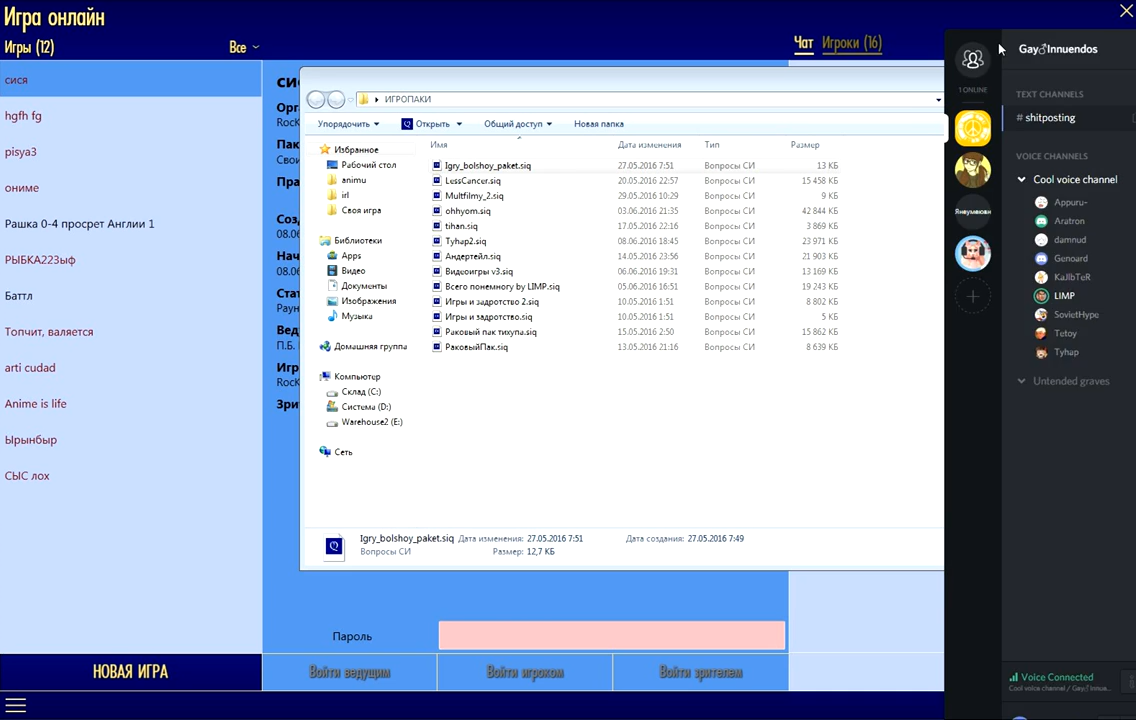 Игра онлайн
Игры (12)
Все
Чат
Игроки (16)
сися
hgfh fg
pisya3
ониме
Рашка 0-4 просрет Англии 1
РЫБКА223ыф
Баттл
Топчит, валяется
arti cudad
Anime is life
Ырынбыр
СЫС лох
НОВАЯ ИГРА
08.06
08.06
П.Б.
ИГРОПАКИ
Упорядочить
Открыть
Общий доступ
Новая папка
Избранное
Рабочий стол
animu
irl
Своя игра
Библиотеки
Apps
Видео
Документы
Изображения
Музыка
Домашняя группа
Компьютер
Склад (C:)
Система (D:)
Warehouse2 (E:)
Сеть
Имя Дата изменения Тип Размер
Igry_bolshoy_paket.siq 27.05.2016 7:51 Вопросы СИ 13 КБ
LessCancer.siq 20.05.2016 22:57 Вопросы СИ 15 458 КБ
Multfilmy_2.siq 29.05.2016 10:29 Вопросы СИ 9 КБ
ohhyom.siq 03.06.2016 21:35 Вопросы СИ 42 844 КБ
tihan.siq 17.05.2016 22:16 Вопросы СИ 3 869 КБ
Tyhap2.siq 08.06.2016 18:45 Вопросы СИ 23 971 КБ
Андертейл.siq 14.05.2016 23:56 Вопросы СИ 21 903 КБ
Видеоигры v3.siq 06.06.2016 19:31 Вопросы СИ 13 169 КБ
Всего понемногу by LIMP.siq 05.06.2016 16:51 Вопросы СИ 19 243 КБ
Игры и задротство 2.siq 10.05.2016 1:51 Вопросы СИ 8 802 КБ
Игры и задротство.siq 10.05.2016 1:51 Вопросы СИ 5 КБ
Раковый пак тихупа.siq 15.05.2016 2:50 Вопросы СИ 15 862 КБ
РаковыйПак.siq 13.05.2016 21:16 Вопросы СИ 8 639 КБ
Igry_bolshoy_paket.siq Дата изменения: 27.05.2016 7:51 Дата создания: 27.05.2016 7:49
Вопросы СИ Размер: 12,7 КБ
Пароль
Войти ведущим
Войти игроком
Войти зрителем
1 ONLINE
Gay♂Innuendos
TEXT CHANNELS
# shitposting
VOICE CHANNELS
Cool voice channel
Appuru-
Aratron
damnud
Genoard
KaJlbTeR
LIMP
SovietHype
Tetoy
Tyhap
Untended graves
Voice Connected
Cool voice channel / Gay♂Innue...